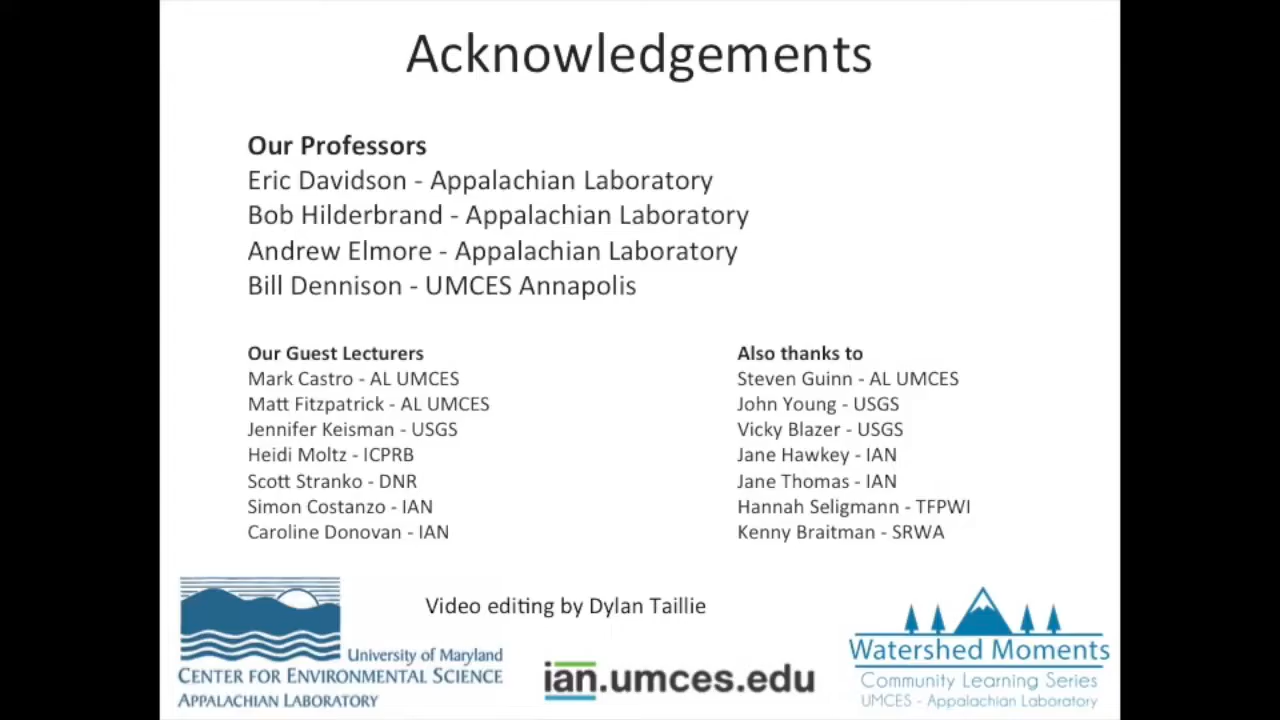 Acknowledgements
Our Professors
Eric Davidson - Appalachian Laboratory
Bob Hilderbrand - Appalachian Laboratory
Andrew Elmore - Appalachian Laboratory
Bill Dennison - UMCES Annapolis
Our Guest Lecturers
Mark Castro - AL UMCES
Matt Fitzpatrick - AL UMCES
Jennifer Keisman - USGS
Heidi Moltz - ICPRB
Scott Stranko - DNR
Simon Costanzo - IAN
Caroline Donovan - IAN
Also thanks to
Steven Guinn - AL UMCES
John Young - USGS
Vicky Blazer - USGS
Jane Hawkey - IAN
Jane Thomas - IAN
Hannah Seligmann - TFPWI
Kenny Braitman - SRWA
Video editing by Dylan Taillie
University of Maryland
CENTER FOR ENVIRONMENTAL SCIENCE
APPALACHIAN LABORATORY
ian.umces.edu
Watershed Moments
Community Learning Series
UMCES - Appalachian Laboratory